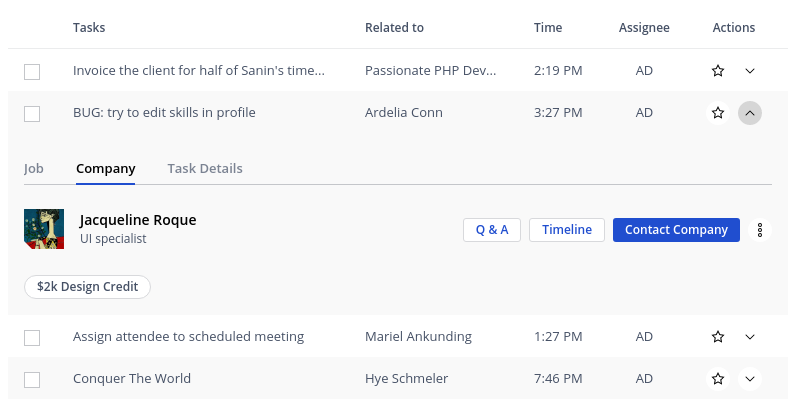 Tasks Related to Time Assignee Actions
Invoice the client for half of Sanin's time... Passionate PHP Dev... 2:19 PM AD
BUG: try to edit skills in profile Ardelia Conn 3:27 PM AD
Job Company Task Details
Jacqueline Roque
UI specialist
Q & A Timeline Contact Company
$2k Design Credit
Assign attendee to scheduled meeting Mariel Ankunding 1:27 PM AD
Conquer The World Hye Schmeler 7:46 PM AD